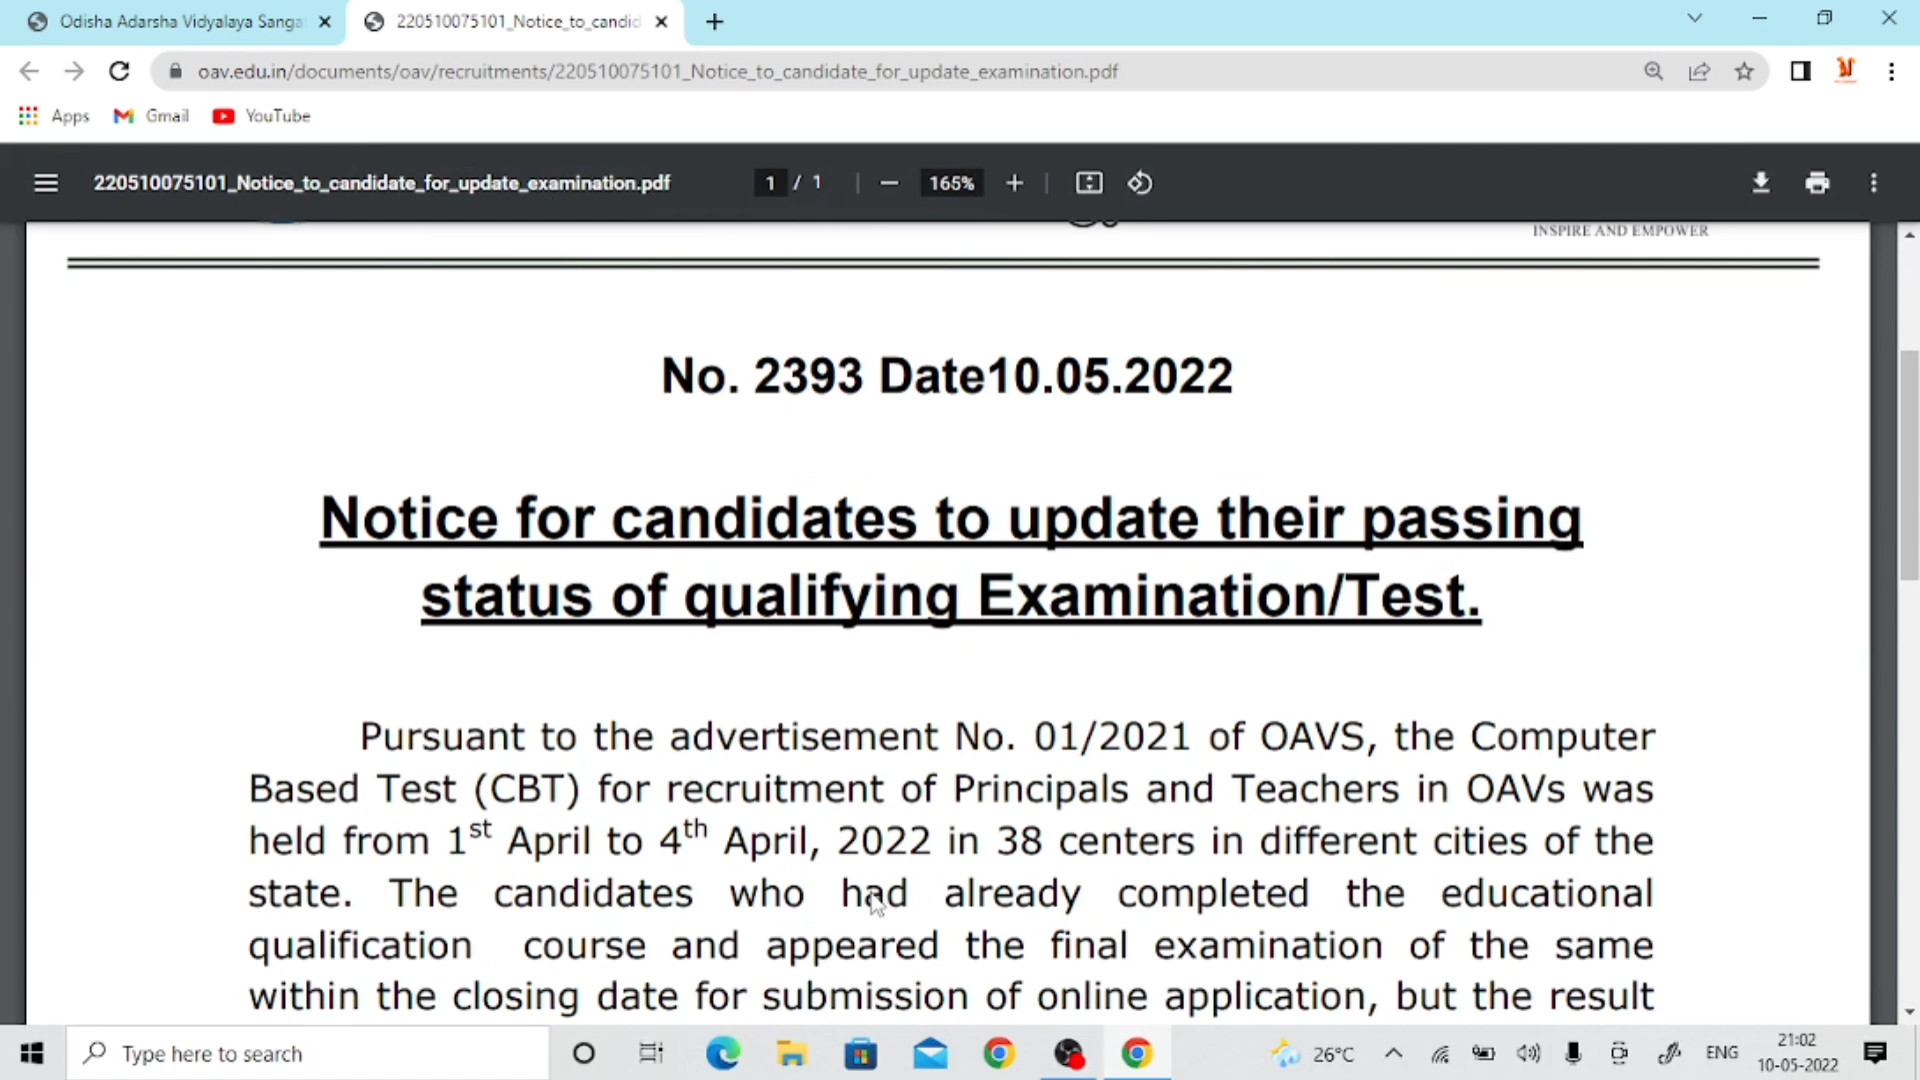 Odisha Adarsha Vidyalaya Sanga
220510075101_Notice_to_candid
oav.edu.in/documents/oav/recruitments/220510075101_Notice_to_candidate_for_update_examination.pdf
Apps Gmail YouTube
220510075101_Notice_to_candidate_for_update_examination.pdf 1 / 1 165%
INSPIRE AND EMPOWER
No. 2393 Date10.05.2022
Notice for candidates to update their passing
status of qualifying Examination/Test.
Pursuant to the advertisement No. 01/2021 of OAVS, the Computer
Based Test (CBT) for recruitment of Principals and Teachers in OAVs was
held from 1st April to 4th April, 2022 in 38 centers in different cities of the
state. The candidates who had already completed the educational
qualification course and appeared the final examination of the same
within the closing date for submission of online application, but the result
Type here to search
26°C
ENG
21:02
10-05-2022